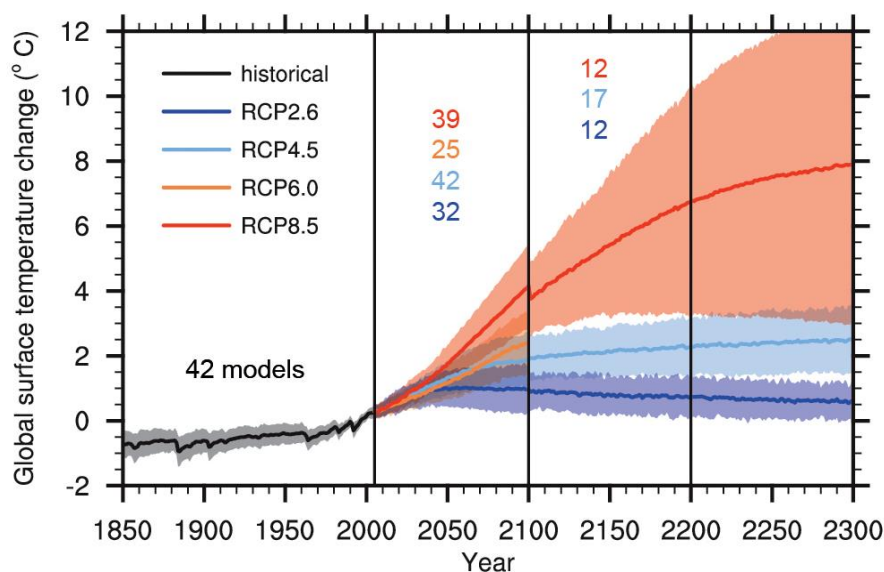 Global surface temperature change (° C)
12
10
8
6
4
2
0
-2
historical
RCP2.6
RCP4.5
RCP6.0
RCP8.5
42 models
39
25
42
32
12
17
12
1850 1900 1950 2000 2050 2100 2150 2200 2250 2300
Year